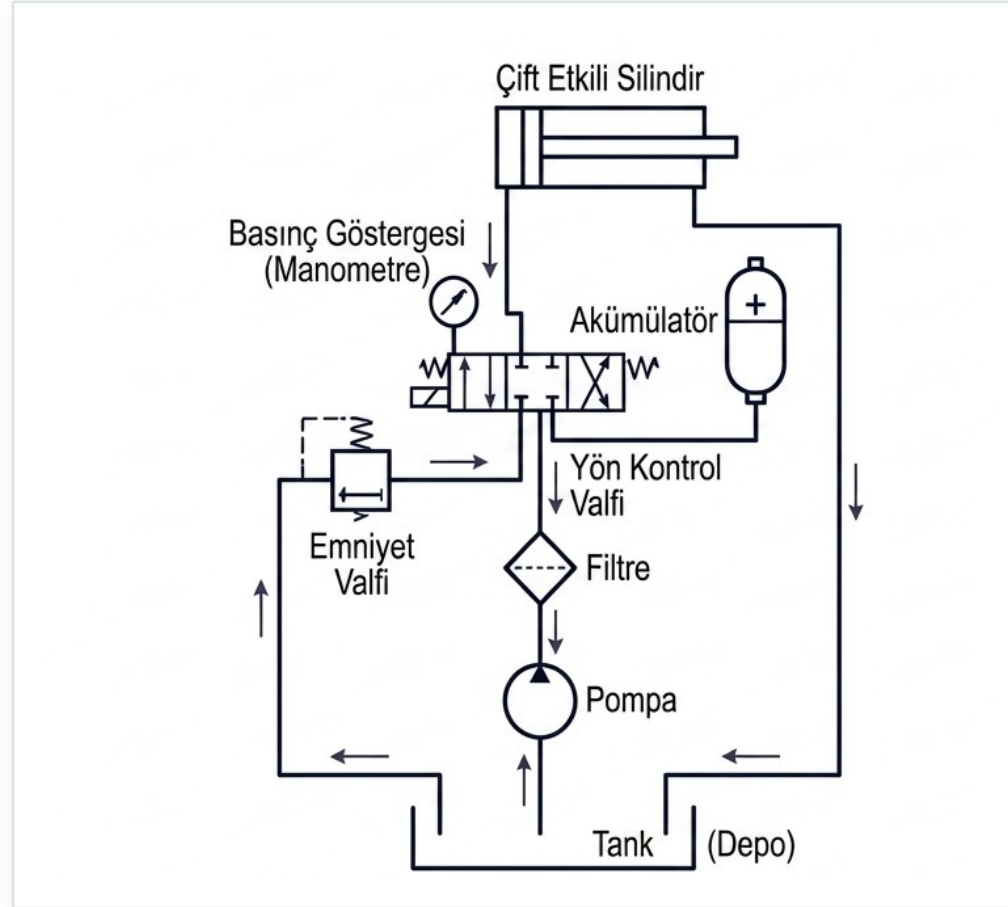 Çift Etkili Silindir
Basınç Göstergesi
(Manometre)
Akümülatör
Yön Kontrol
Valfi
Emniyet
Valfi
Filtre
Pompa
Tank (Depo)